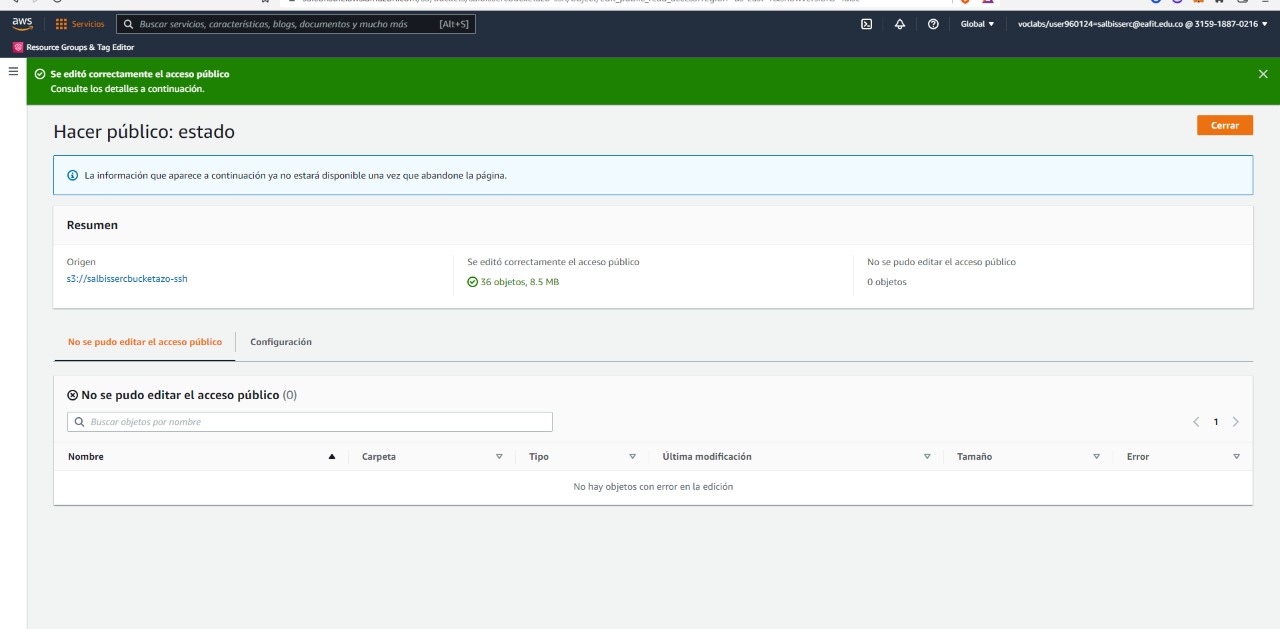 aws
Servicios
Buscar servicios, características, blogs, documentos y mucho más [Alt+S]
Global
voclabs/user960124=salbisserc@eafit.edu.co @ 3159-1887-0216
Resource Groups & Tag Editor
Se editó correctamente el acceso público
Consulte los detalles a continuación.
Hacer público: estado
Cerrar
La información que aparece a continuación ya no estará disponible una vez que abandone la página.
Resumen
Origen
s3://salbissercbucketazo-ssh
Se editó correctamente el acceso público
36 objetos, 8.5 MB
No se pudo editar el acceso público
0 objetos
No se pudo editar el acceso público
Configuración
No se pudo editar el acceso público (0)
Buscar objetos por nombre
1
Nombre Carpeta Tipo Última modificación Tamaño Error
No hay objetos con error en la edición